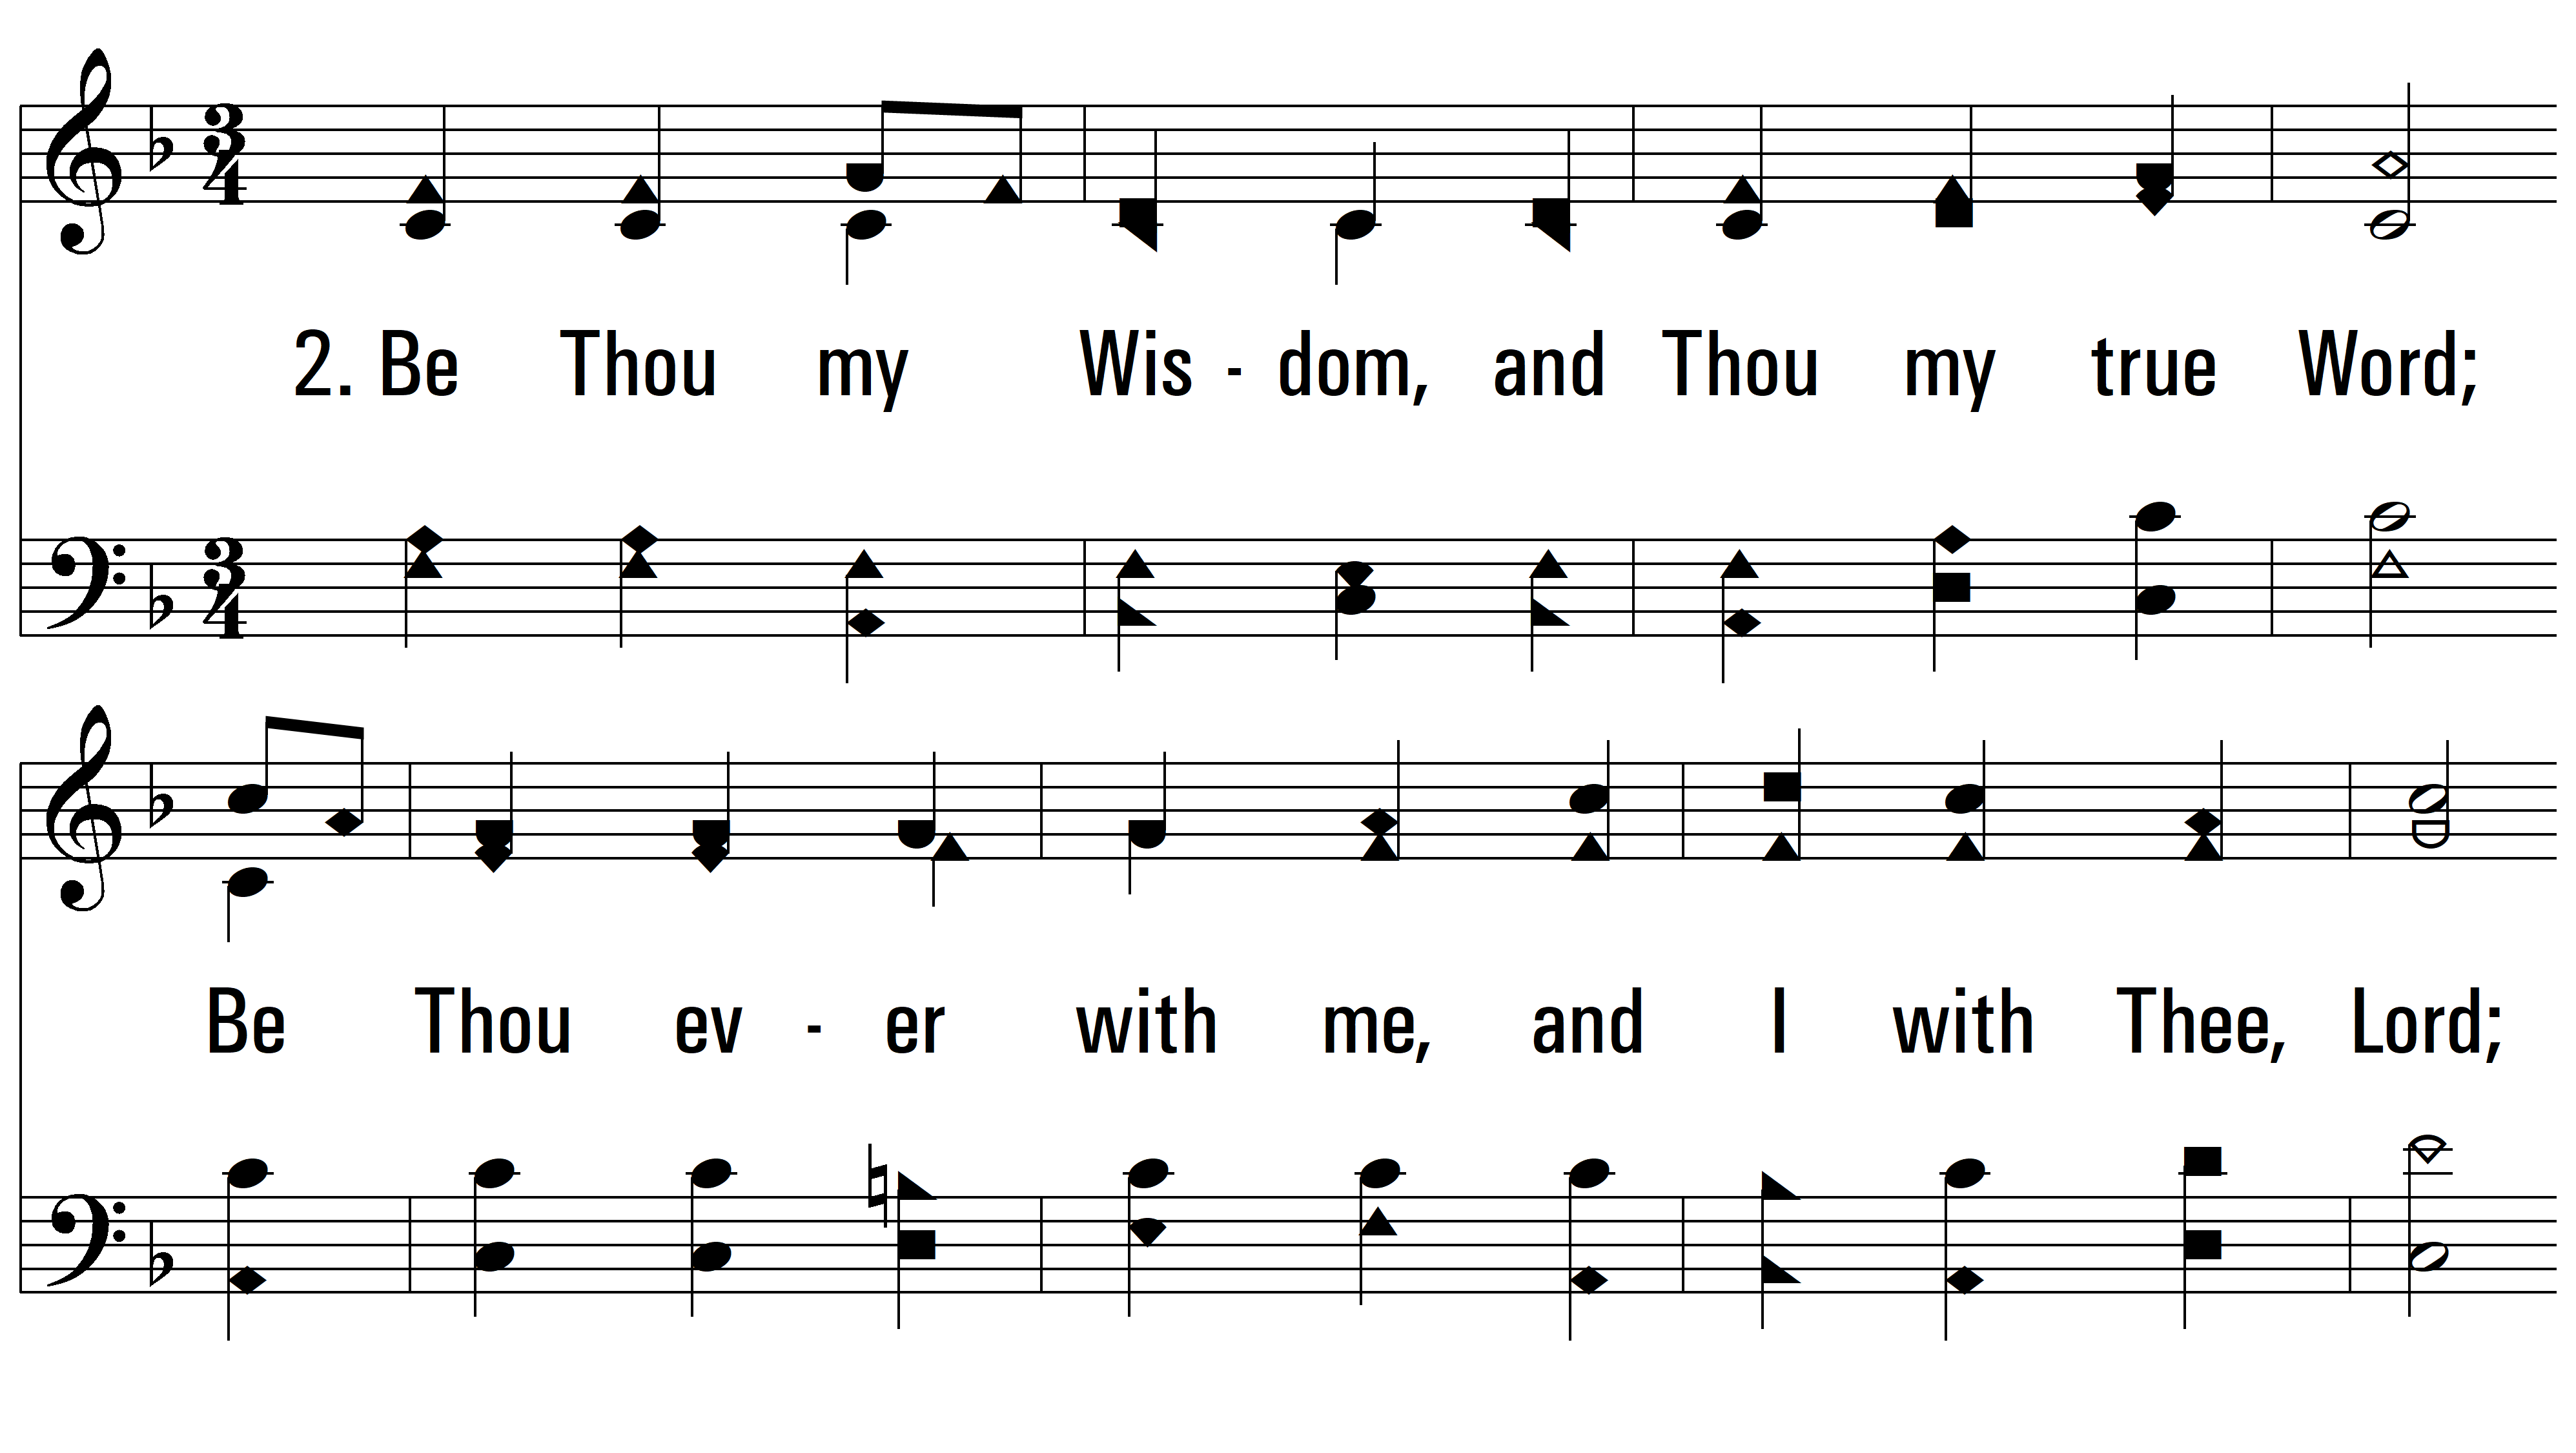 2. Be Thou my Wis - dom, and Thou my true Word;
Be Thou ev - er with me, and I with Thee, Lord;